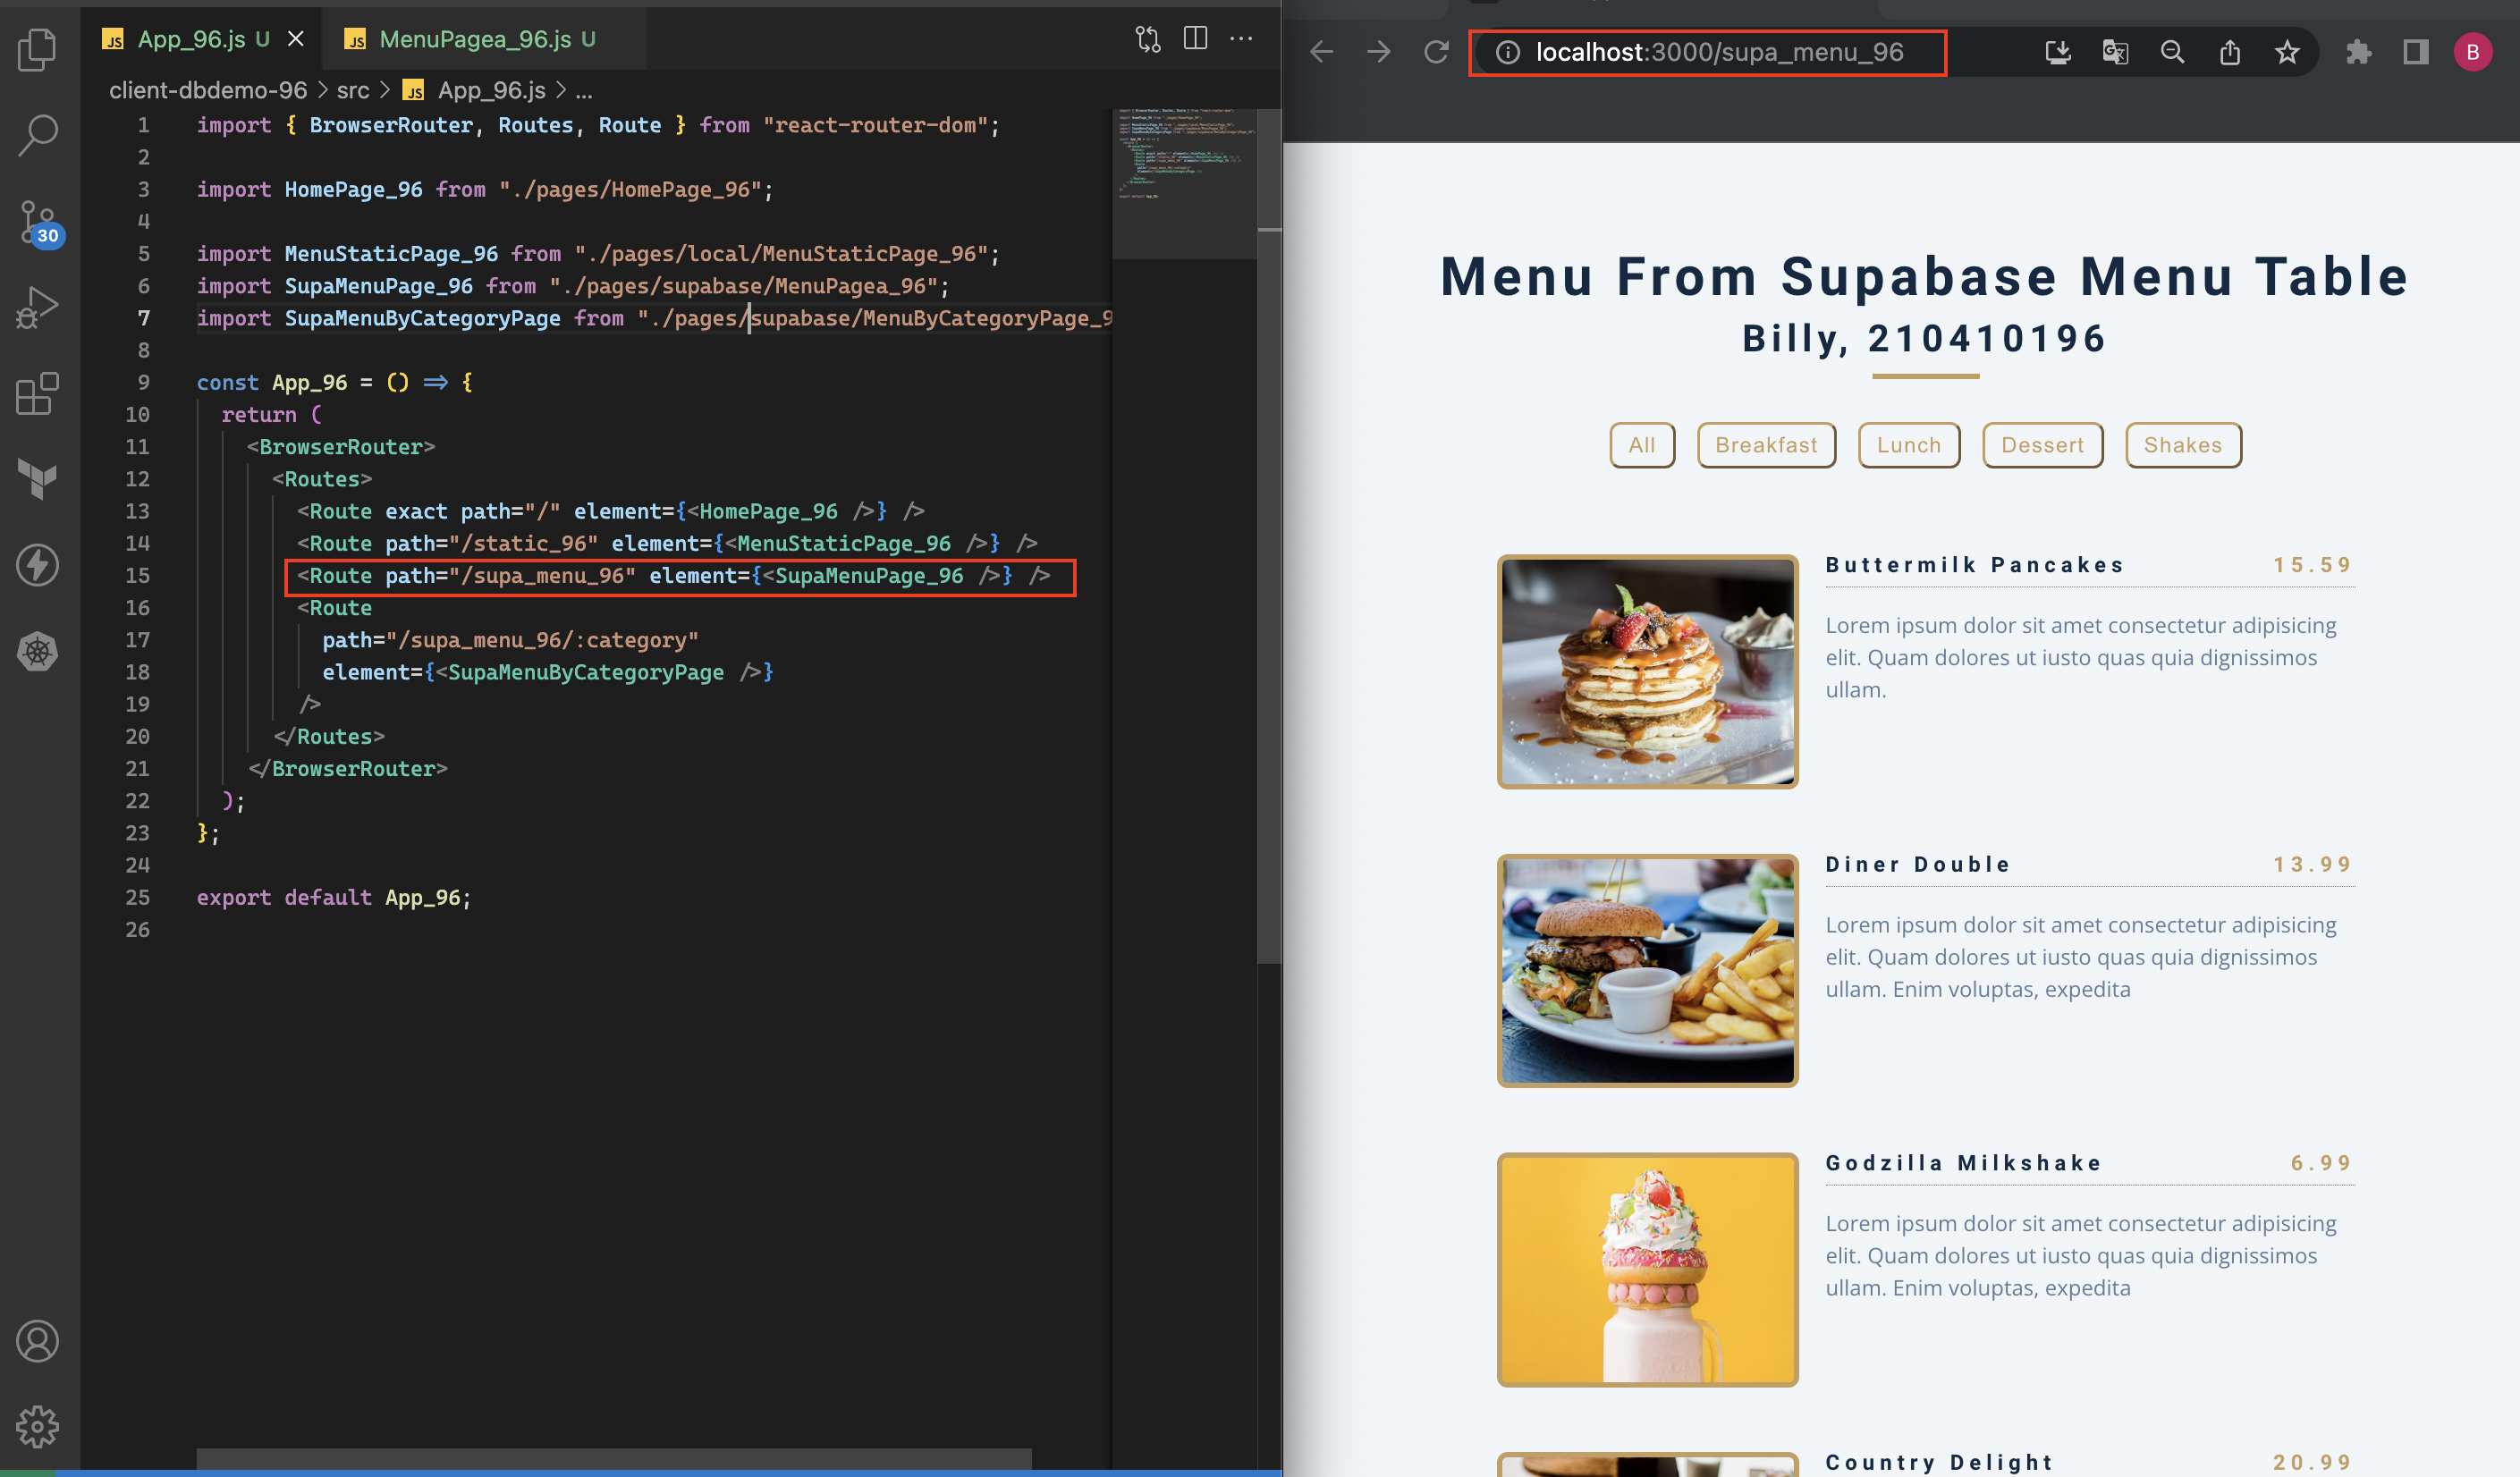 JS App_96.js U
JS MenuPagea_96.js U
client-dbdemo-96 > src > JS App_96.js > ...
1 import { BrowserRouter, Routes, Route } from "react-router-dom";
2
3 import HomePage_96 from "./pages/HomePage_96";
4
5 import MenuStaticPage_96 from "./pages/local/MenuStaticPage_96";
6 import SupaMenuPage_96 from "./pages/supabase/MenuPagea_96";
7 import SupaMenuByCategoryPage from "./pages/supabase/MenuByCategoryPage_9
8
9 const App_96 = () => {
10 return (
11 <BrowserRouter>
12 <Routes>
13 <Route exact path="/" element={<HomePage_96 />} />
14 <Route path="/static_96" element={<MenuStaticPage_96 />} />
15 <Route path="/supa_menu_96" element={<SupaMenuPage_96 />} />
16 <Route
17 path="/supa_menu_96/:category"
18 element={<SupaMenuByCategoryPage />}
19 />
20 </Routes>
21 </BrowserRouter>
22 );
23 };
24
25 export default App_96;
26
30
localhost:3000/supa_menu_96
B
Menu From Supabase Menu Table
Billy, 210410196
All Breakfast Lunch Dessert Shakes
Buttermilk Pancakes 15.59
Lorem ipsum dolor sit amet consectetur adipisicing
elit. Quam dolores ut iusto quas quia dignissimos
ullam.
Diner Double 13.99
Lorem ipsum dolor sit amet consectetur adipisicing
elit. Quam dolores ut iusto quas quia dignissimos
ullam. Enim voluptas, expedita
Godzilla Milkshake 6.99
Lorem ipsum dolor sit amet consectetur adipisicing
elit. Quam dolores ut iusto quas quia dignissimos
ullam. Enim voluptas, expedita
Country Delight 20.99